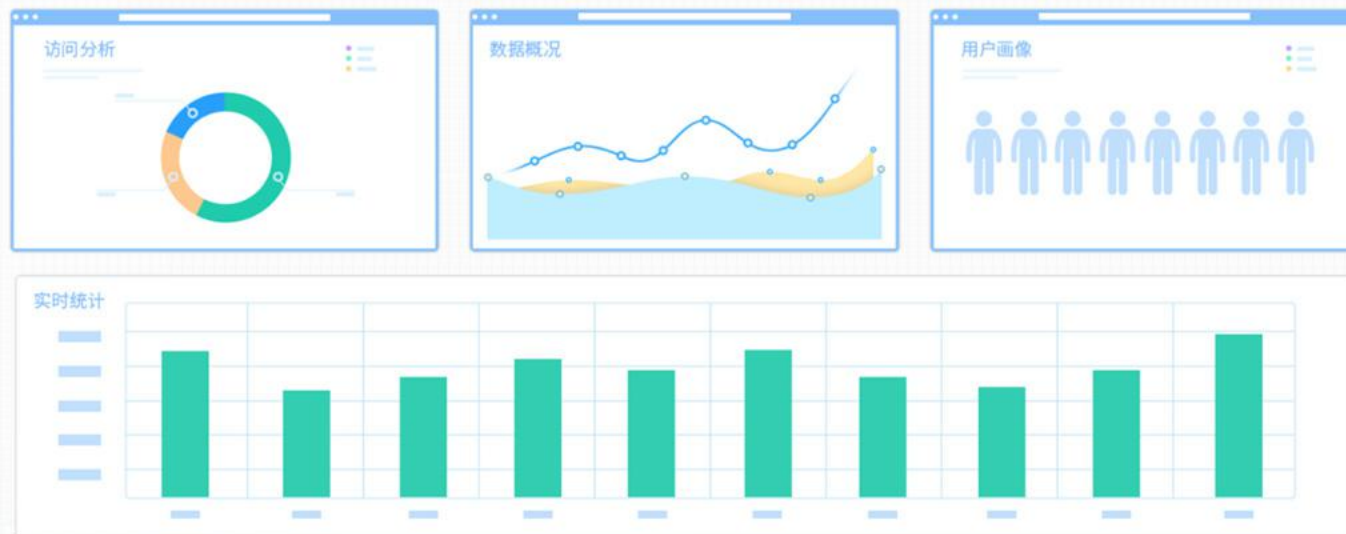 访问分析
数据概况
用户画像
实时统计